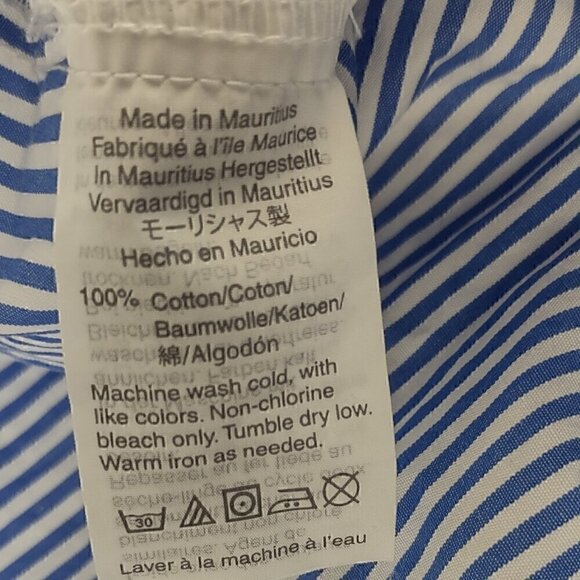 Made in Mauritius
Fabriqué à l'île Maurice
In Mauritius Hergestellt
Vervaardigd in Mauritius
モーリシャス製
Hecho en Mauricio
100% Cotton/Coton/
Baumwolle/Katoen/
綿/Algodón
Machine wash cold, with
like colors. Non-chlorine
bleach only. Tumble dry low.
Warm iron as needed.
30
Laver à la machine à l'eau